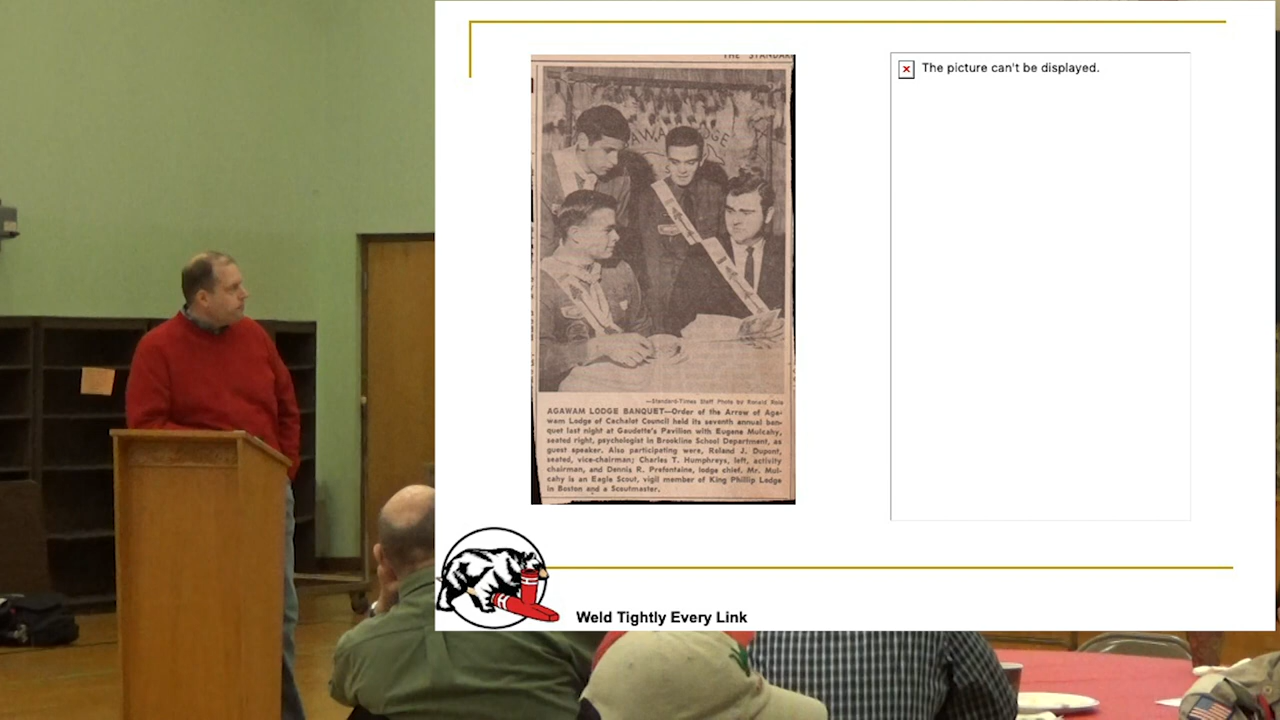 THE STANDARD
The picture can't be displayed.
AWAM LODGE
—Standard-Times Staff Photo by Ronald Rolo
AGAWAM LODGE BANQUET—Order of the Arrow of Aga-
wam Lodge of Cachalot Council held its seventh annual ban-
quet last night at Gaudette's Pavilion with Eugene Mulcahy,
seated right, psychologist in Brookline School Department, as
guest speaker. Also participating were, Roland J. Dupont,
seated, vice-chairman; Charles T. Humphreys, left, activity
chairman, and Dennis R. Prefontaine, lodge chief. Mr. Mul-
cahy is an Eagle Scout, vigil member of King Phillip Lodge
in Boston and a Scoutmaster.
Weld Tightly Every Link